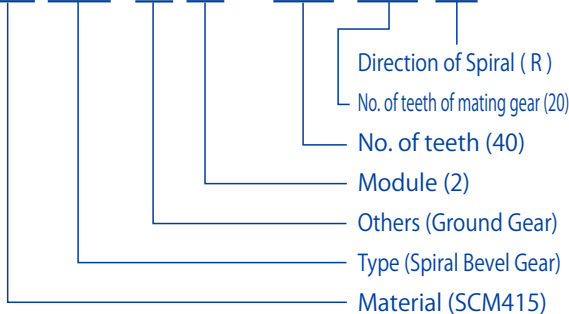 Direction of Spiral ( R )
No. of teeth of mating gear (20)
No. of teeth (40)
Module (2)
Others (Ground Gear)
Type (Spiral Bevel Gear)
Material (SCM415)